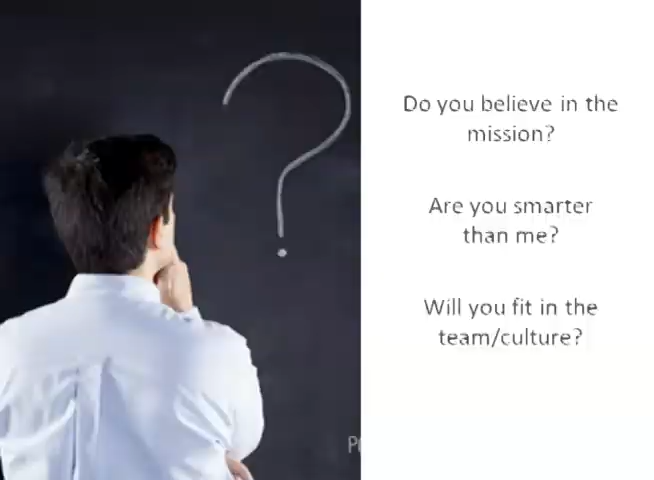 Do you believe in the
mission?
Are you smarter
than me?
Will you fit in the
team/culture?